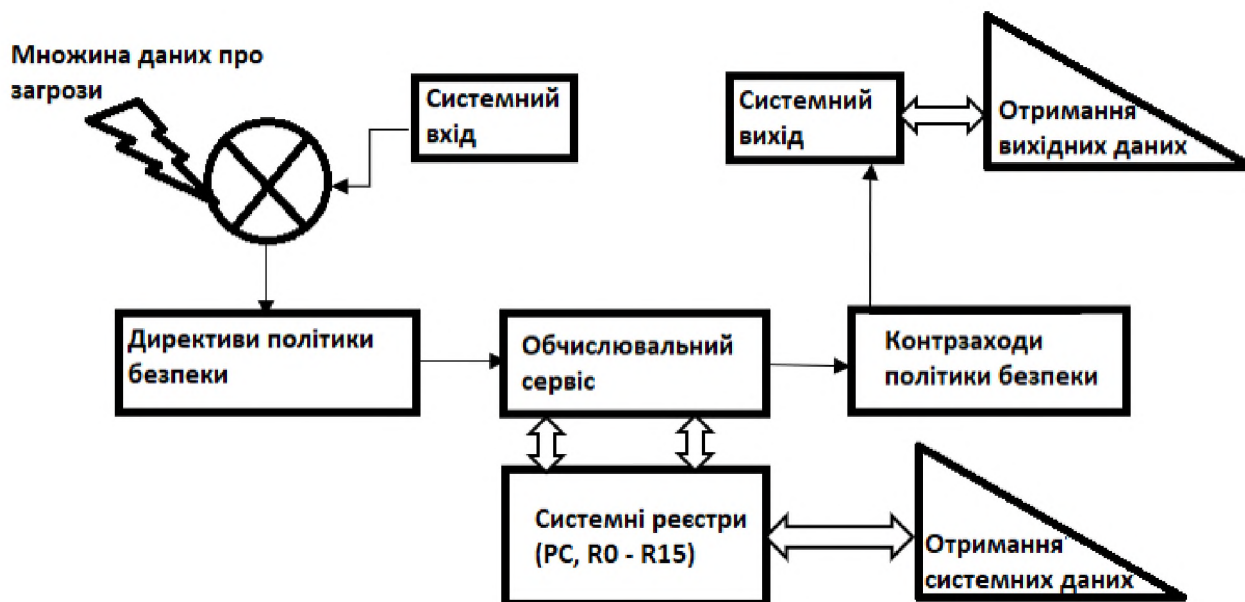 Множина даних про
загрози
Системний
вхід
Системний
вихід
Отримання
вихідних даних
Директиви політики
безпеки
Обчислювальний
сервіс
Контрзаходи
політики безпеки
Системні реєстри
(PC, R0 - R15)
Отримання
системних даних